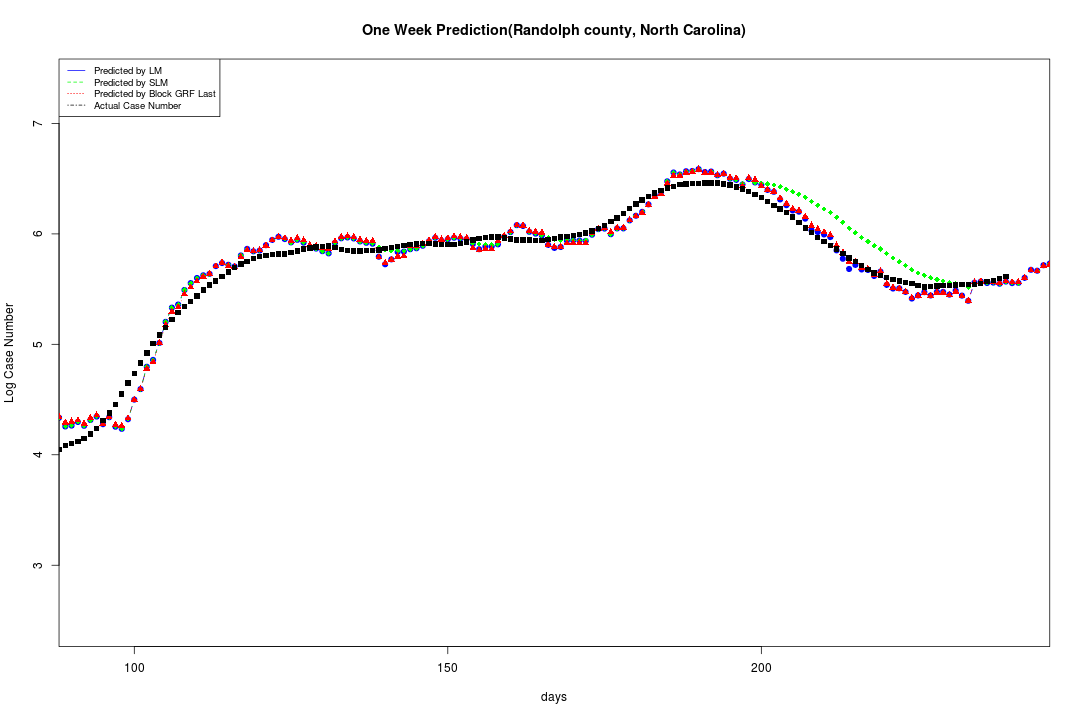 One Week Prediction(Randolph county, North Carolina)
Predicted by LM
Predicted by SLM
Predicted by Block GRF Last
Actual Case Number
Log Case Number
7
6
5
4
3
100 150 200
days